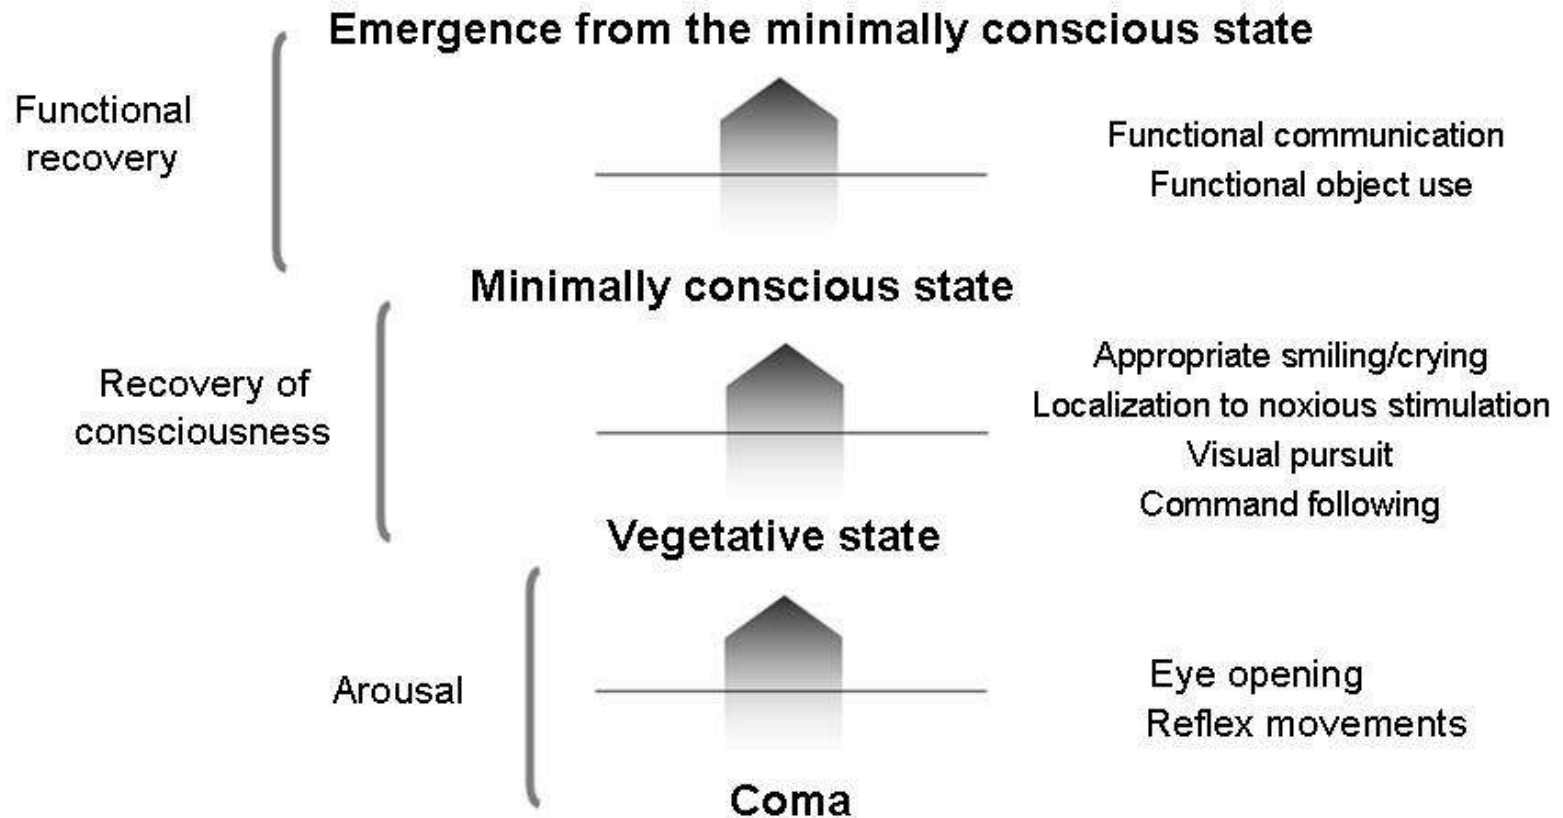 Emergence from the minimally conscious state
Functional
recovery
Functional communication
Functional object use
Minimally conscious state
Recovery of
consciousness
Appropriate smiling/crying
Localization to noxious stimulation
Visual pursuit
Command following
Vegetative state
Arousal
Eye opening
Reflex movements
Coma